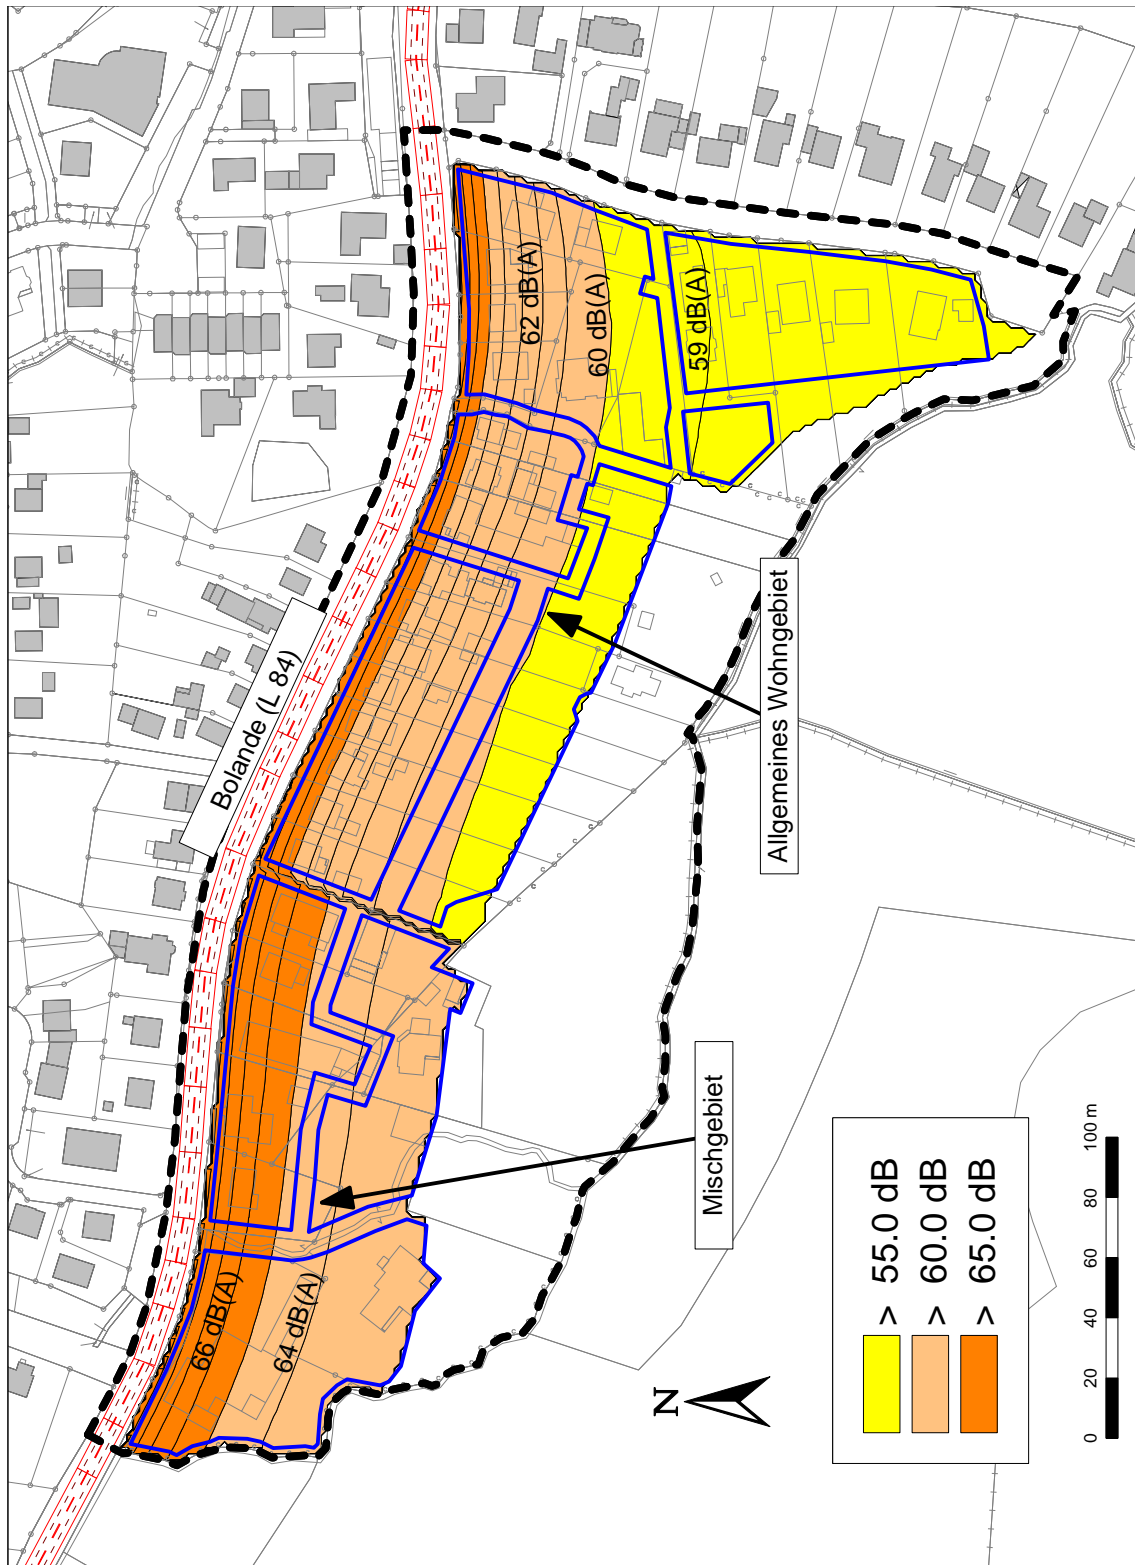 Bolande (L 84)
62 dB(A)
60 dB(A)
59 dB(A)
66 dB(A)
64 dB(A)
Allgemeines Wohngebiet
Mischgebiet
N
> 55.0 dB
> 60.0 dB
> 65.0 dB
0 20 40 60 80 100 m